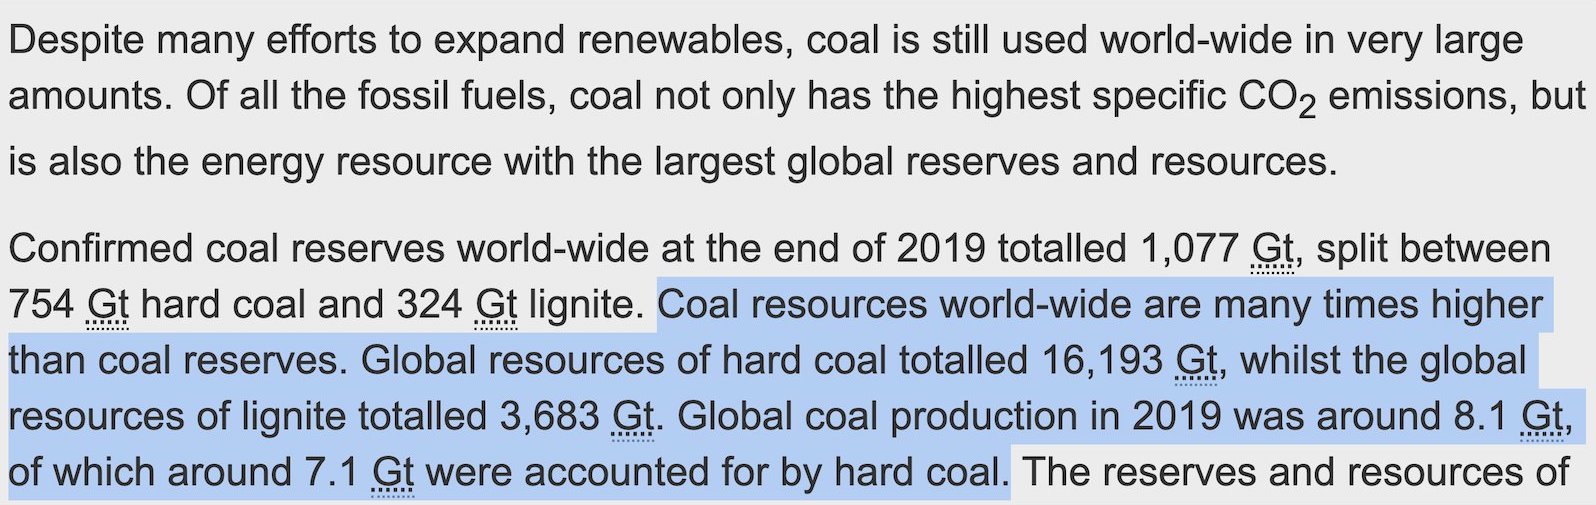 Despite many efforts to expand renewables, coal is still used world-wide in very large
amounts. Of all the fossil fuels, coal not only has the highest specific CO₂ emissions, but
is also the energy resource with the largest global reserves and resources.
Confirmed coal reserves world-wide at the end of 2019 totalled 1,077 Gt, split between
754 Gt hard coal and 324 Gt lignite. Coal resources world-wide are many times higher
than coal reserves. Global resources of hard coal totalled 16,193 Gt, whilst the global
resources of lignite totalled 3,683 Gt. Global coal production in 2019 was around 8.1 Gt,
of which around 7.1 Gt were accounted for by hard coal. The reserves and resources of